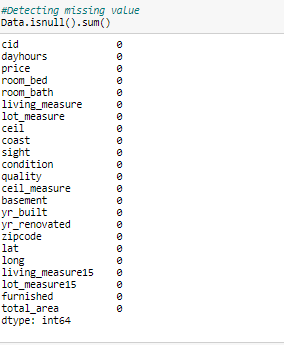 #Detecting missing value
Data.isnull().sum()
cid 0
dayhours 0
price 0
room_bed 0
room_bath 0
living_measure 0
lot_measure 0
ceil 0
coast 0
sight 0
condition 0
quality 0
ceil_measure 0
basement 0
yr_built 0
yr_renovated 0
zipcode 0
lat 0
long 0
living_measure15 0
lot_measure15 0
furnished 0
total_area 0
dtype: int64